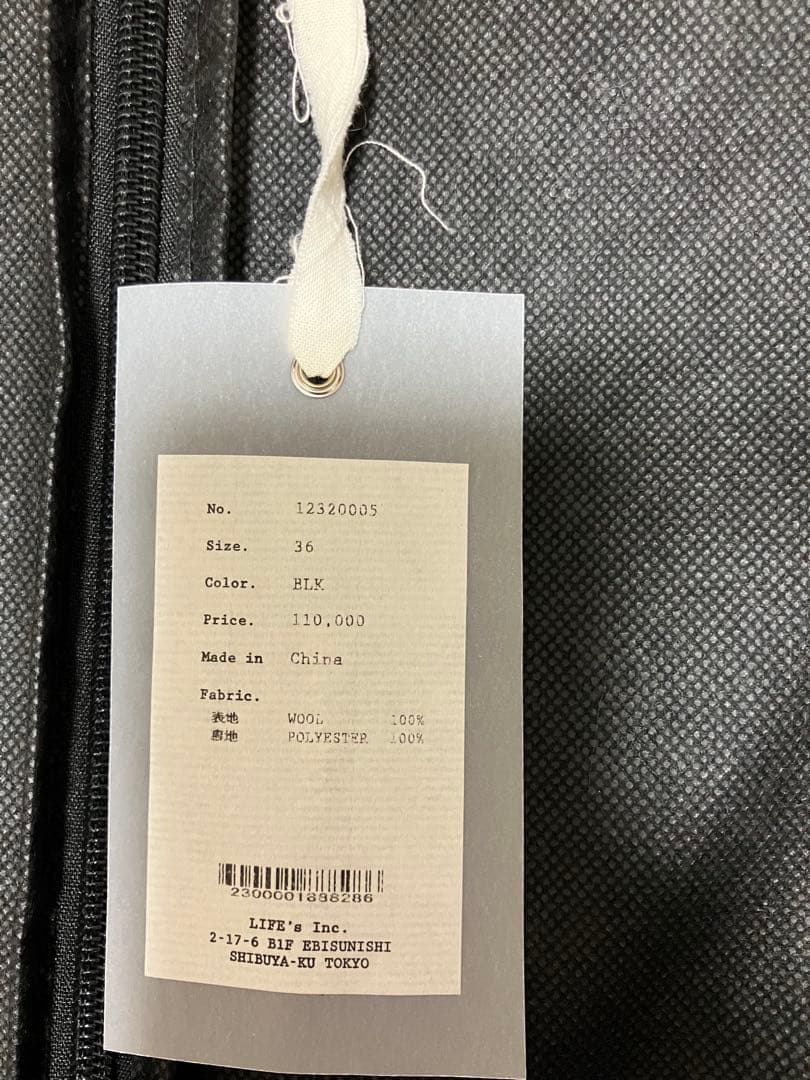 No. 12320005
Size. 36
Color. BLK
Price. 110,000
Made in China
Fabric.
表地 WOOL 100%
裏地 POLYESTER 100%
2300001898286
LIFE's Inc.
2-17-6 B1F EBISUNISHI
SHIBUYA-KU TOKYO